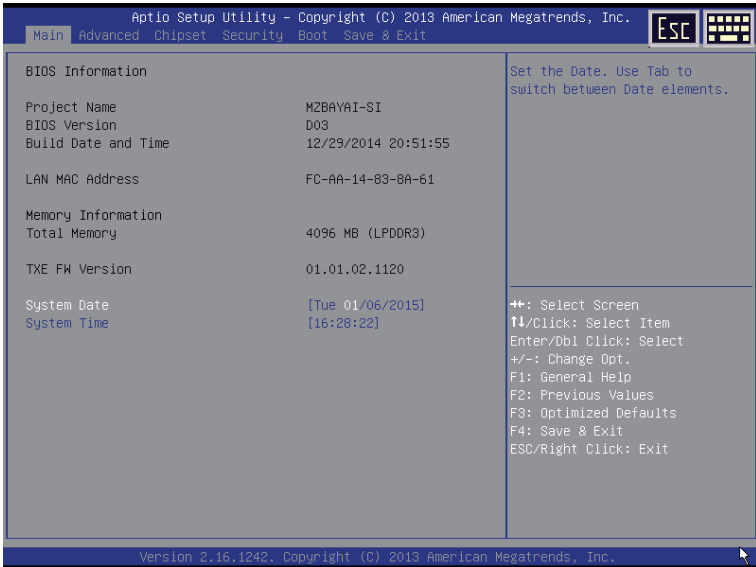 Aptio Setup Utility – Copyright (C) 2013 American Megatrends, Inc.
Esc
Main Advanced Chipset Security Boot Save & Exit
BIOS Information
Project Name MZBAYAI-SI
BIOS Version D03
Build Date and Time 12/29/2014 20:51:55
LAN MAC Address FC-AA-14-83-8A-61
Memory Information
Total Memory 4096 MB (LPDDR3)
TXE FW Version 01.01.02.1120
System Date [Tue 01/06/2015]
System Time [16:28:22]
Set the Date. Use Tab to
switch between Date elements.
→←: Select Screen
↑↓/Click: Select Item
Enter/Dbl Click: Select
+/-: Change Opt.
F1: General Help
F2: Previous Values
F3: Optimized Defaults
F4: Save & Exit
ESC/Right Click: Exit
Version 2.16.1242. Copyright (C) 2013 American Megatrends, Inc.